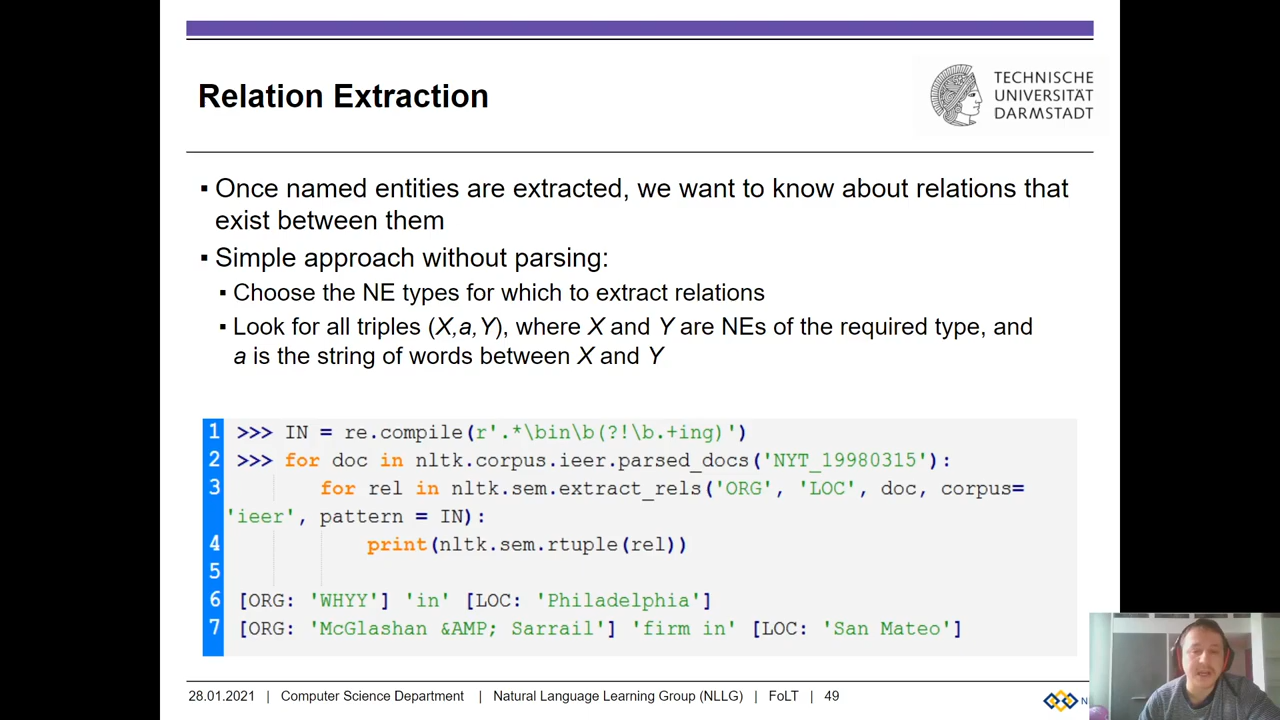 Relation Extraction
TECHNISCHE
UNIVERSITÄT
DARMSTADT
▪ Once named entities are extracted, we want to know about relations that
exist between them
▪ Simple approach without parsing:
▪ Choose the NE types for which to extract relations
▪ Look for all triples (X,a,Y), where X and Y are NEs of the required type, and
a is the string of words between X and Y
1 >>> IN = re.compile(r'.*\bin\b(?!\b.+ing)')
2 >>> for doc in nltk.corpus.ieer.parsed_docs('NYT_19980315'):
3 for rel in nltk.sem.extract_rels('ORG', 'LOC', doc, corpus=
'ieer', pattern = IN):
4 print(nltk.sem.rtuple(rel))
5
6 [ORG: 'WHYY'] 'in' [LOC: 'Philadelphia']
7 [ORG: 'McGlashan &AMP; Sarrail'] 'firm in' [LOC: 'San Mateo']
28.01.2021 | Computer Science Department | Natural Language Learning Group (NLLG) | FoLT | 49